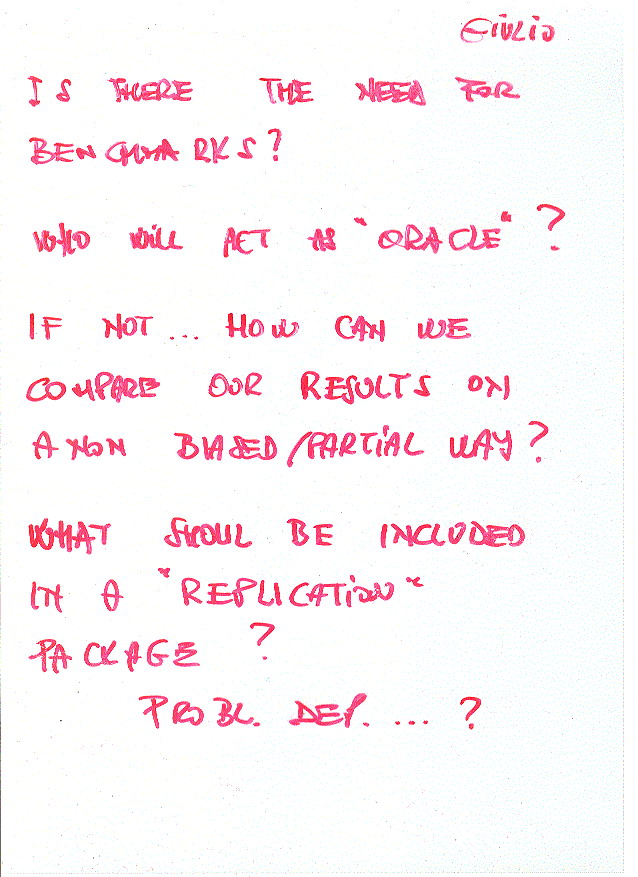 GIULIO
IS THERE THE NEED FOR
BENCHMARKS?
WHO WILL ACT AS "ORACLE"?
IF NOT... HOW CAN WE
COMPARE OUR RESULTS ON
A NON BIASED/PARTIAL WAY?
WHAT SHOUL BE INCLUDED
IN A "REPLICATION"
PACKAGE ?
PROBL. DEP. ... ?